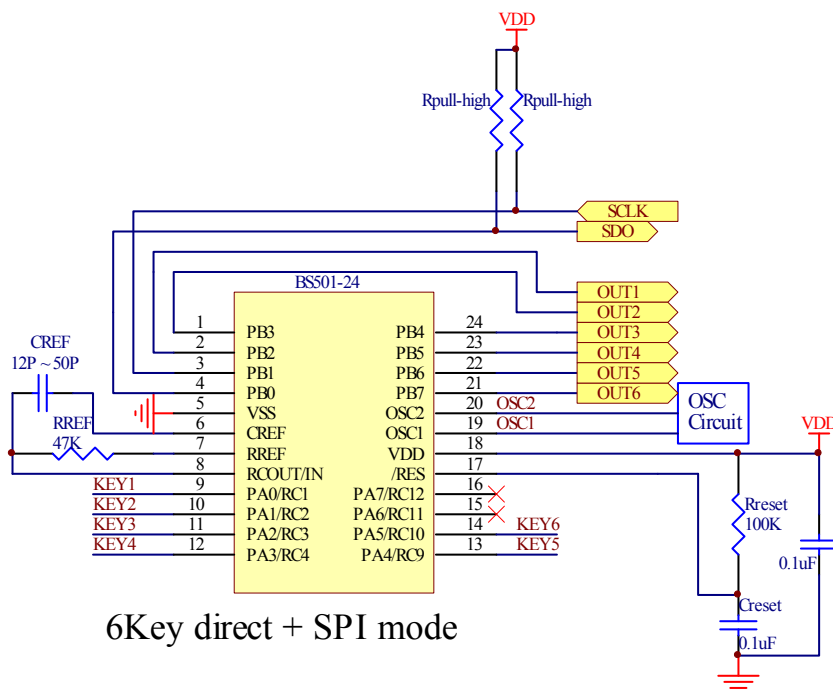 VDD
Rpull-high Rpull-high
SCLK
SDO
BS501-24
OUT1
OUT2
OUT3
OUT4
OUT5
OUT6
CREF
12P ~ 50P
RREF
47K
1 PB3 PB4 24
2 PB2 PB5 23
3 PB1 PB6 22
4 PB0 PB7 21
5 VSS OSC2 20 OSC2
6 CREF OSC1 19 OSC1
7 RREF VDD 18
8 RCOUT/IN /RES 17
KEY1 9 PA0/RC1 PA7/RC12 16
KEY2 10 PA1/RC2 PA6/RC11 15
KEY3 11 PA2/RC3 PA5/RC10 14 KEY6
KEY4 12 PA3/RC4 PA4/RC9 13 KEY5
OSC
Circuit
VDD
Rreset
100K
0.1uF
Creset
0.1uF
6Key direct + SPI mode